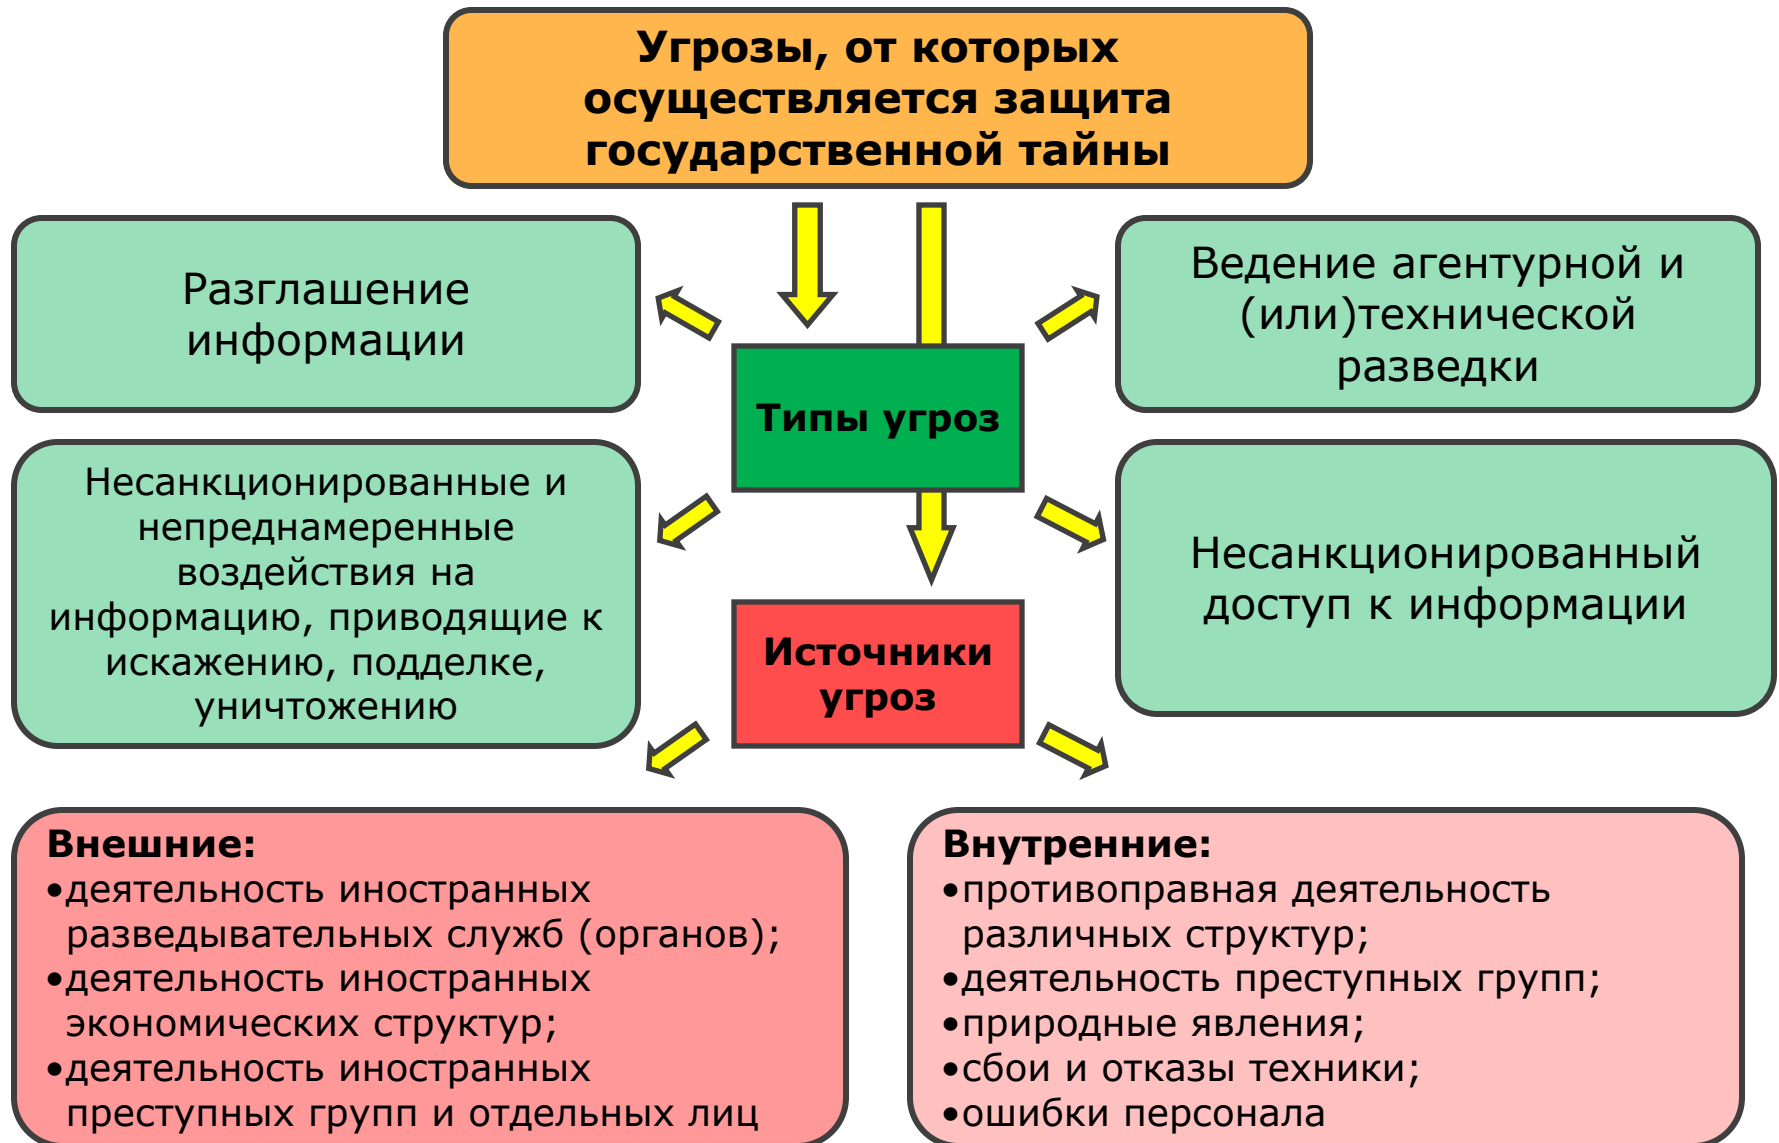 Угрозы, от которых
осуществляется защита
государственной тайны
Разглашение
информации
Ведение агентурной и
(или)технической
разведки
Типы угроз
Несанкционированные и
непреднамеренные
воздействия на
информацию, приводящие к
искажению, подделке,
уничтожению
Несанкционированный
доступ к информации
Источники
угроз
Внешние:
•деятельность иностранных
разведывательных служб (органов);
•деятельность иностранных
экономических структур;
•деятельность иностранных
преступных групп и отдельных лиц
Внутренние:
•противоправная деятельность
различных структур;
•деятельность преступных групп;
•природные явления;
•сбои и отказы техники;
•ошибки персонала